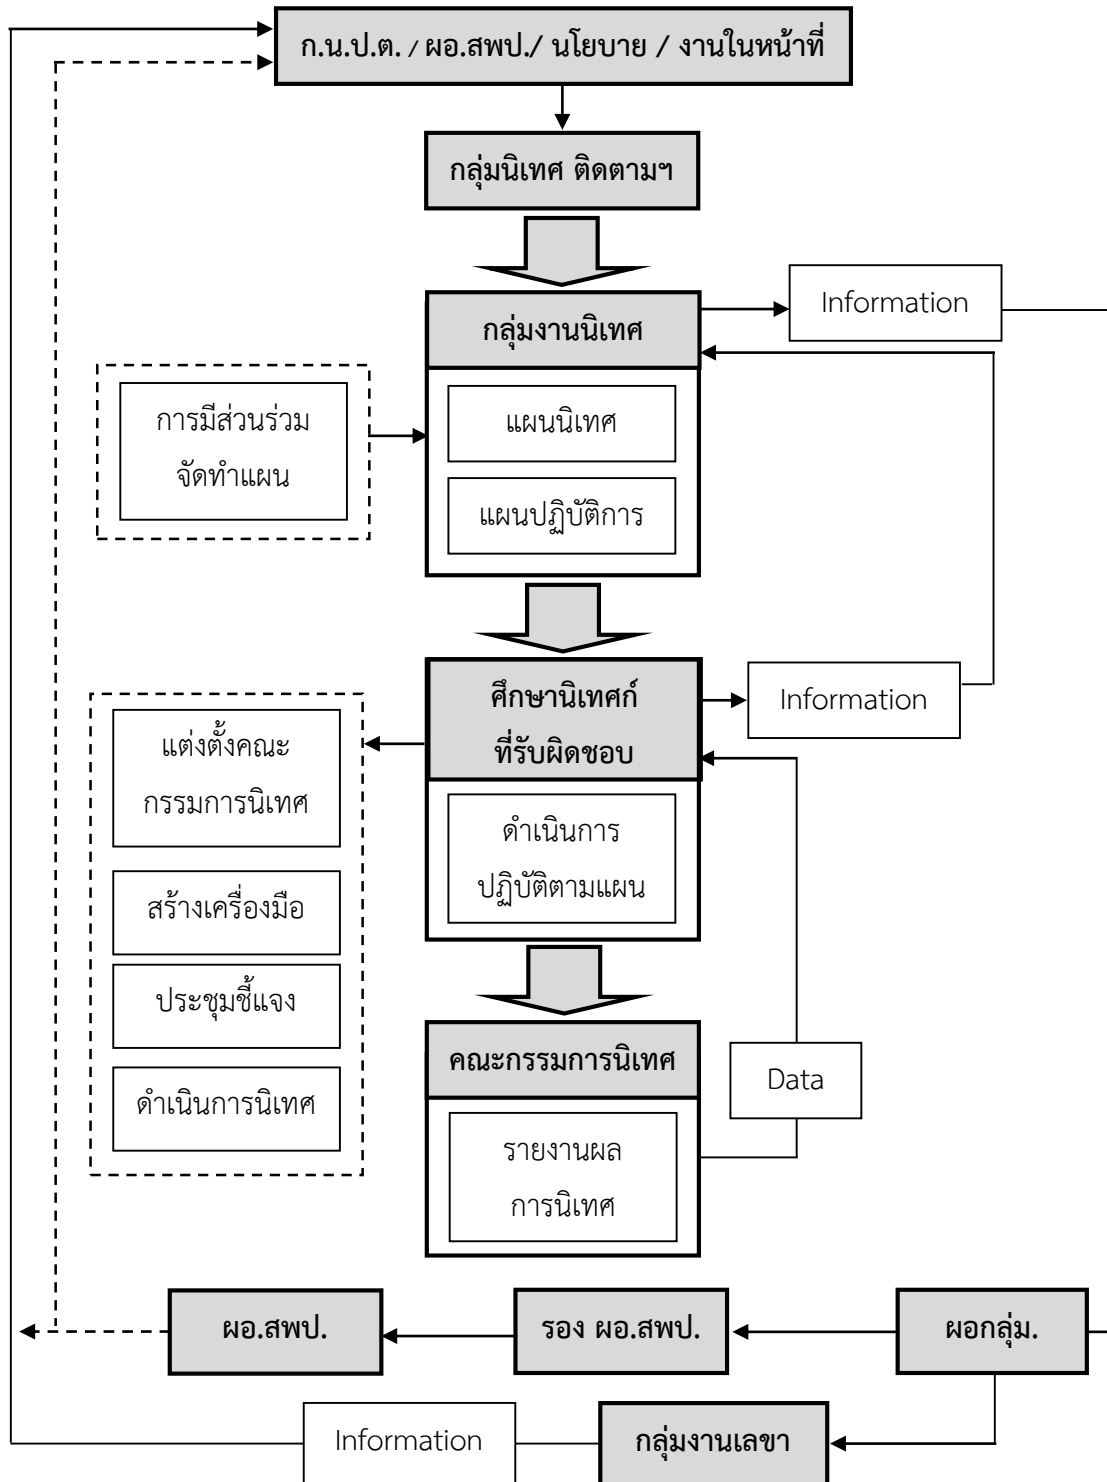 ก.น.ป.ต. / ผอ.สพป./ นโยบาย / งานในหน้าที่
กลุ่มนิเทศ ติดตามฯ
Information
กลุ่มงานนิเทศ
การมีส่วนร่วม
จัดทำแผน
แผนนิเทศ
แผนปฏิบัติการ
ศึกษานิเทศก์
ที่รับผิดชอบ
Information
แต่งตั้งคณะ
กรรมการนิเทศ
ดำเนินการ
ปฏิบัติตามแผน
สร้างเครื่องมือ
ประชุมชี้แจง
ดำเนินการนิเทศ
คณะกรรมการนิเทศ
Data
รายงานผล
การนิเทศ
ผอ.สพป.
รอง ผอ.สพป.
ผอกลุ่ม.
Information
กลุ่มงานเลขา